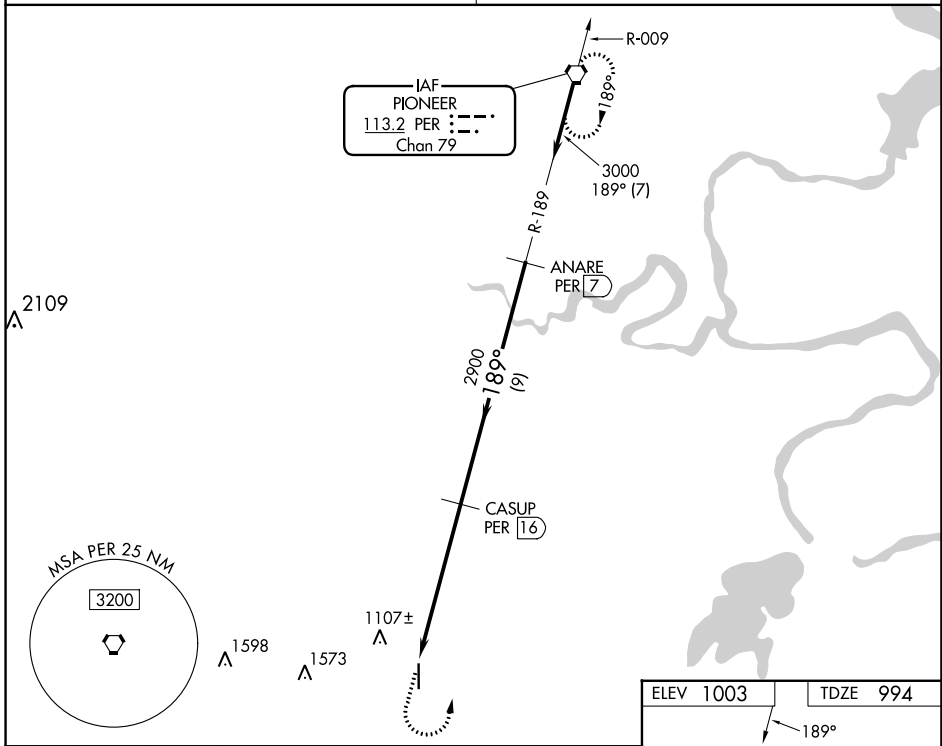 R-009
IAF
PIONEER
113.2 PER
Chan 79
189°
3000
189° (7)
R-189
ANARE
PER 7
2109
2900
189°
(9)
CASUP
PER 16
MSA PER 25 NM
3200
1107±
1598
1573
ELEV 1003
TDZE 994
189°